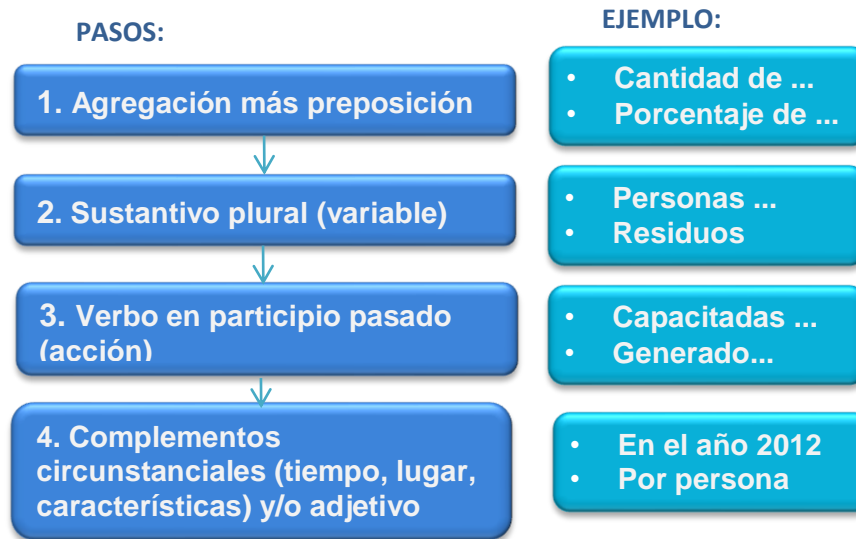 PASOS:
EJEMPLO:
1. Agregación más preposición
• Cantidad de ...
• Porcentaje de ...
2. Sustantivo plural (variable)
• Personas ...
• Residuos
3. Verbo en participio pasado
(acción)
• Capacitadas ...
• Generado...
4. Complementos
circunstanciales (tiempo, lugar,
características) y/o adjetivo
• En el año 2012
• Por persona